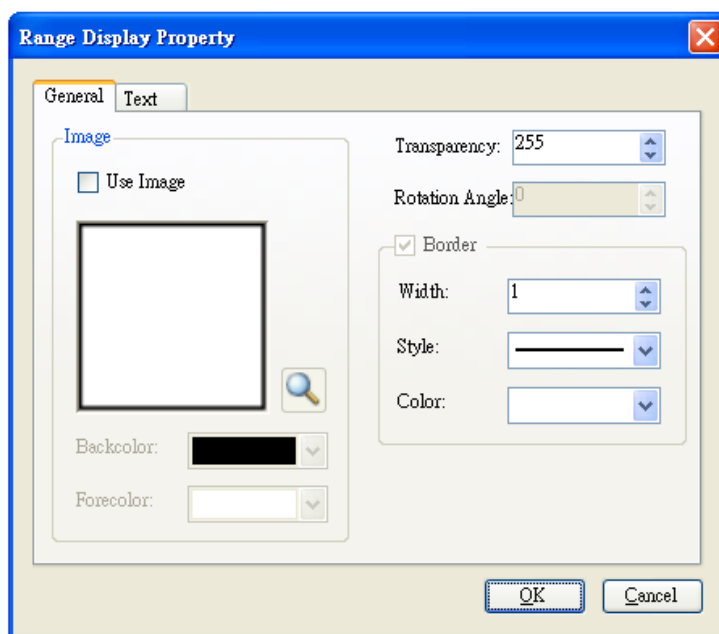 Range Display Property
General
Text
Image
Use Image
Backcolor:
Forecolor:
Transparency: 255
Rotation Angle: 0
Border
Width: 1
Style:
Color:
OK
Cancel